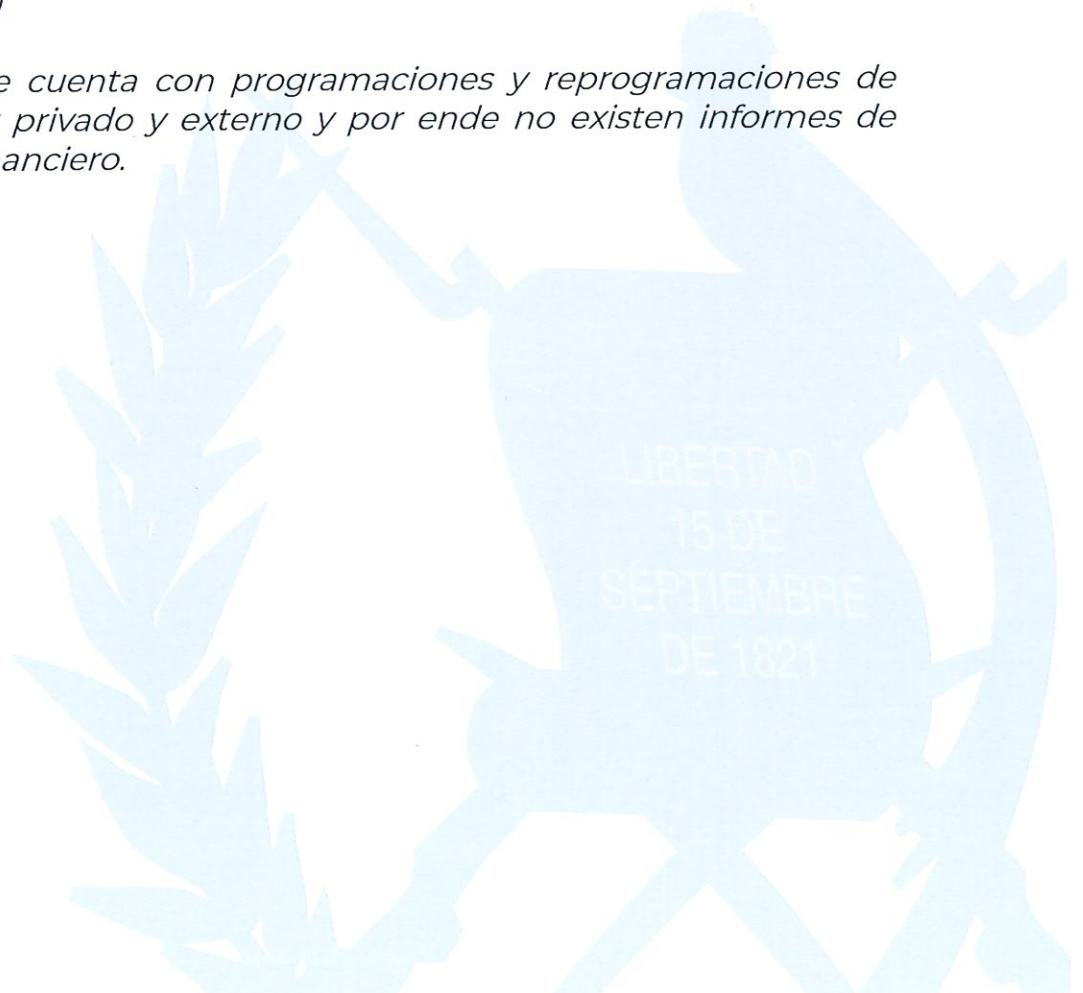 cuenta con programaciones y reprogramaciones de
privado y externo y por ende no existen informes de
anciero.
LIBERTAD
15 DE
SEPTIEMBRE
DE 1821